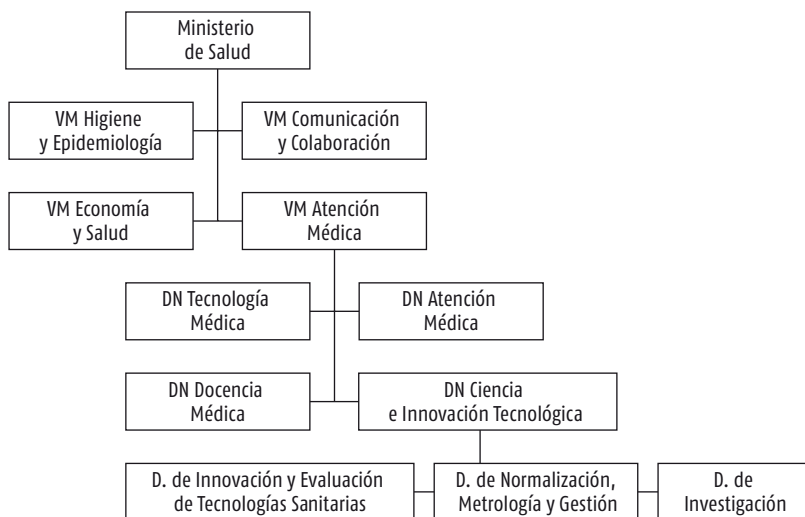 Ministerio
de Salud
VM Higiene
y Epidemiología
VM Comunicación
y Colaboración
VM Economía
y Salud
VM Atención
Médica
DN Tecnología
Médica
DN Atención
Médica
DN Docencia
Médica
DN Ciencia
e Innovación Tecnológica
D. de Innovación y Evaluación
de Tecnologías Sanitarias
D. de Normalización,
Metrología y Gestión
D. de
Investigación